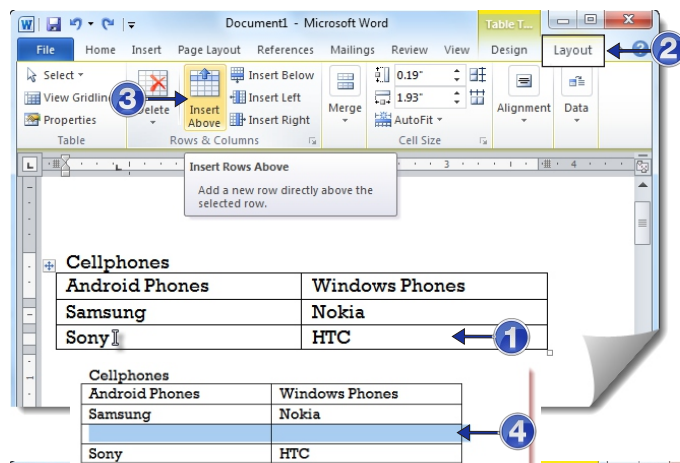 W Document1 - Microsoft Word Table T...
File Home Insert Page Layout References Mailings Review View Design Layout 2
Select Insert Below 0.19"
View Gridlin 3 Delete Insert Above Insert Left Merge 1.93" Alignment Data
Properties Insert Right AutoFit
Table Rows & Columns Cell Size
L 3 4
Insert Rows Above
Add a new row directly above the
selected row.
Cellphones
Android Phones Windows Phones
Samsung Nokia
Sony HTC 1
Cellphones
Android Phones Windows Phones
Samsung Nokia
4
Sony HTC